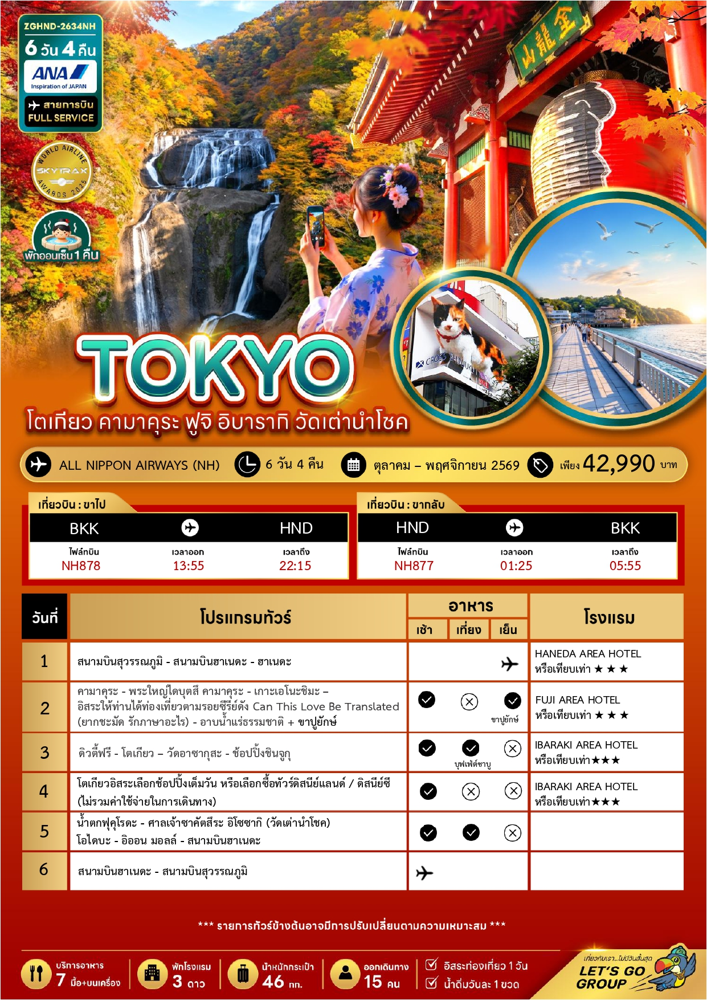 ZGHND-2634NH
6 วัน 4 คืน
ANA
Inspiration of JAPAN
สายการบิน
FULL SERVICE
WORLD AIRLINE
SKYTRAX
AWARDS 2025
พักออนเซ็น 1 คืน
金龍山
CROSS SHINJUKU VISION
TOKYO
โตเกียว คามาคุระ ฟูจิ อิบารากิ วัดเต่านำโชค
ALL NIPPON AIRWAYS (NH) 6 วัน 4 คืน ตุลาคม – พฤศจิกายน 2569 เพียง 42,990 บาท
เที่ยวบิน : ขาไป
BKK HND
ไฟล์ทบิน เวลาออก เวลาถึง
NH878 13:55 22:15
เที่ยวบิน : ขากลับ
HND BKK
ไฟล์ทบิน เวลาออก เวลาถึง
NH877 01:25 05:55
วันที่ โปรแกรมทัวร์ อาหาร โรงแรม
เช้า เที่ยง เย็น
1 สนามบินสุวรรณภูมิ - สนามบินฮาเนดะ - ฮาเนดะ HANEDA AREA HOTEL
หรือเทียบเท่า ★ ★ ★
2 คามาคุระ - พระใหญ่ไดบุตสึ คามาคุระ - เกาะเอโนะชิมะ –
อิสระให้ท่านได้ท่องเที่ยวตามรอยซีรีย์ดัง Can This Love Be Translated
(ยากชะมัด รักภาษาอะไร) - อาบน้ำแร่ธรรมชาติ + ขาปูยักษ์
ขาปูยักษ์
FUJI AREA HOTEL
หรือเทียบเท่า ★ ★ ★
3 ดิวตี้ฟรี - โตเกียว – วัดอาซากุสะ - ช้อปปิ้งชินจูกุ
บุฟเฟ่ต์ชาบู
IBARAKI AREA HOTEL
หรือเทียบเท่า★★★
4 โตเกียวอิสระเลือกช้อปปิ้งเต็มวัน หรือเลือกซื้อทัวร์ดิสนีย์แลนด์ / ดิสนีย์ซี
(ไม่รวมค่าใช้จ่ายในการเดินทาง)
IBARAKI AREA HOTEL
หรือเทียบเท่า★★★
5 น้ำตกฟุคุโรดะ - ศาลเจ้าซาคัตสึระ อิโซซากิ (วัดเต่านำโชค)
โอไดบะ - อิออน มอลล์ - สนามบินฮาเนดะ
6 สนามบินฮาเนดะ - สนามบินสุวรรณภูมิ
*** รายการทัวร์ข้างต้นอาจมีการปรับเปลี่ยนตามความเหมาะสม ***
บริการอาหาร
7 มื้อ+บนเครื่อง
พักโรงแรม
3 ดาว
น้ำหนักกระเป๋า
46 กก.
ออกเดินทาง
15 คน
อิสระท่องเที่ยว 1 วัน
น้ำดื่มวันละ 1 ขวด
เที่ยวกับเรา...ไม่มีวันสิ้นสุด
LET'S GO
GROUP